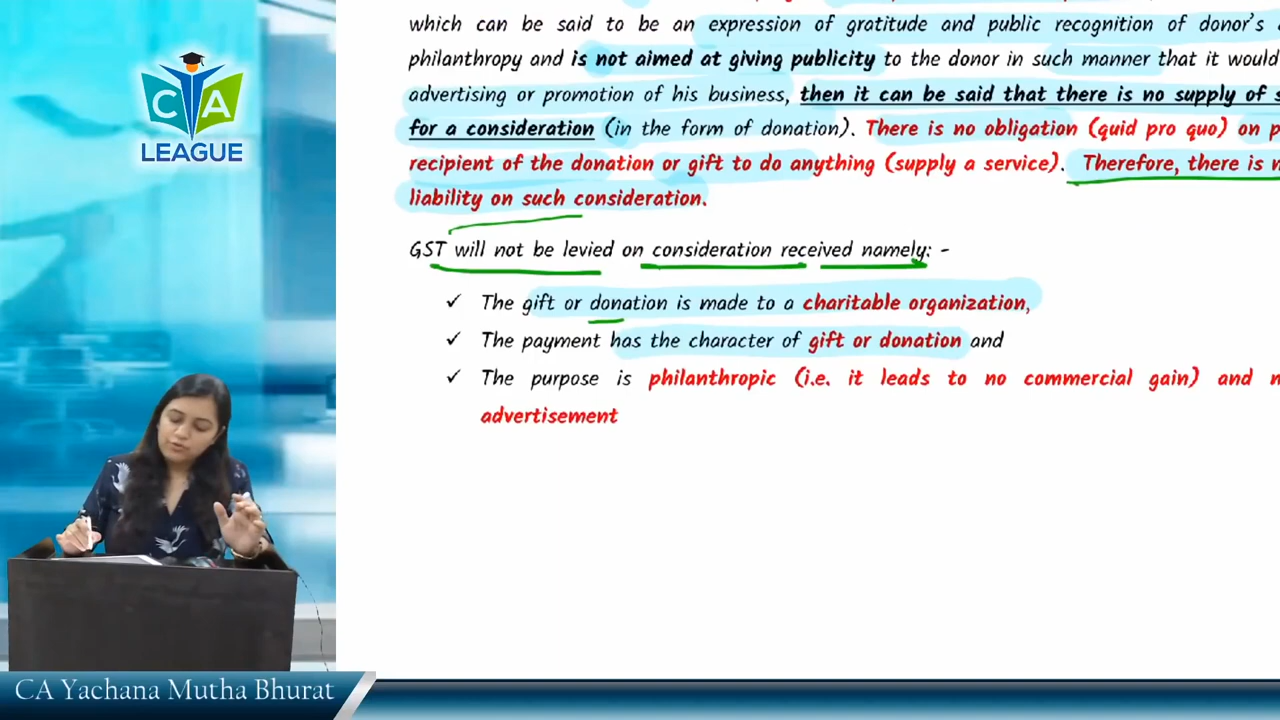 which can be said to be an expression of gratitude and public recognition of donor's
philanthropy and is not aimed at giving publicity to the donor in such manner that it would
advertising or promotion of his business, then it can be said that there is no supply of
for a consideration (in the form of donation). There is no obligation (quid pro quo) on
recipient of the donation or gift to do anything (supply a service). Therefore, there is
liability on such consideration.
GST will not be levied on consideration received namely: -
✓ The gift or donation is made to a charitable organization,
✓ The payment has the character of gift or donation and
✓ The purpose is philanthropic (i.e. it leads to no commercial gain) and
advertisement
CA
LEAGUE
CA Yachana Mutha Bhurat